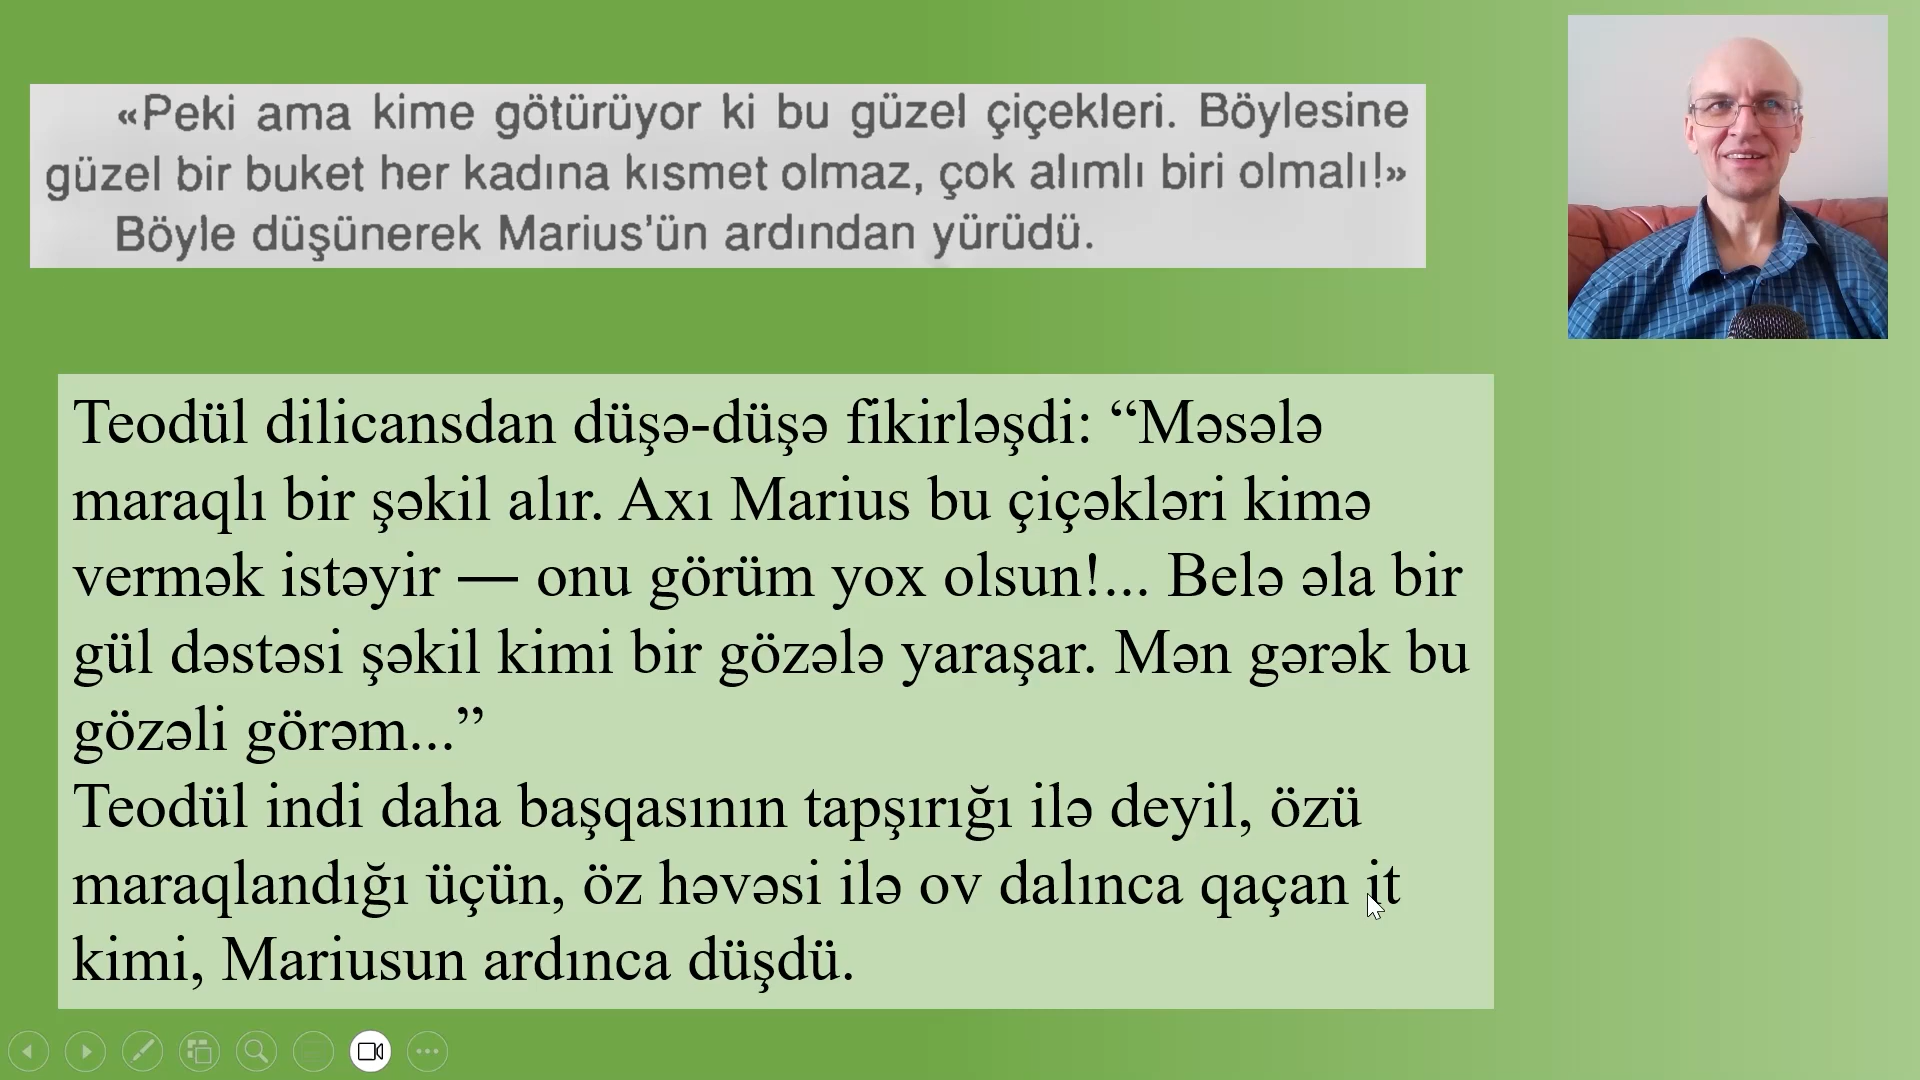 «Peki ama kime götürüyor ki bu güzel çiçekleri. Böylesine
güzel bir buket her kadına kısmet olmaz, çok alımlı biri olmalı!»
Böyle düşünerek Marius'ün ardından yürüdü.
Teodül dilicansdan düşə-düşə fikirləşdi: “Məsələ
maraqlı bir şəkil alır. Axı Marius bu çiçəkləri kimə
vermək istəyir — onu görüm yox olsun!... Belə əla bir
gül dəstəsi şəkil kimi bir gözələ yaraşar. Mən gərək bu
gözəli görəm...”
Teodül indi daha başqasının tapşırığı ilə deyil, özü
maraqlandığı üçün, öz həvəsi ilə ov dalınca qaçan it
kimi, Mariusun ardınca düşdü.